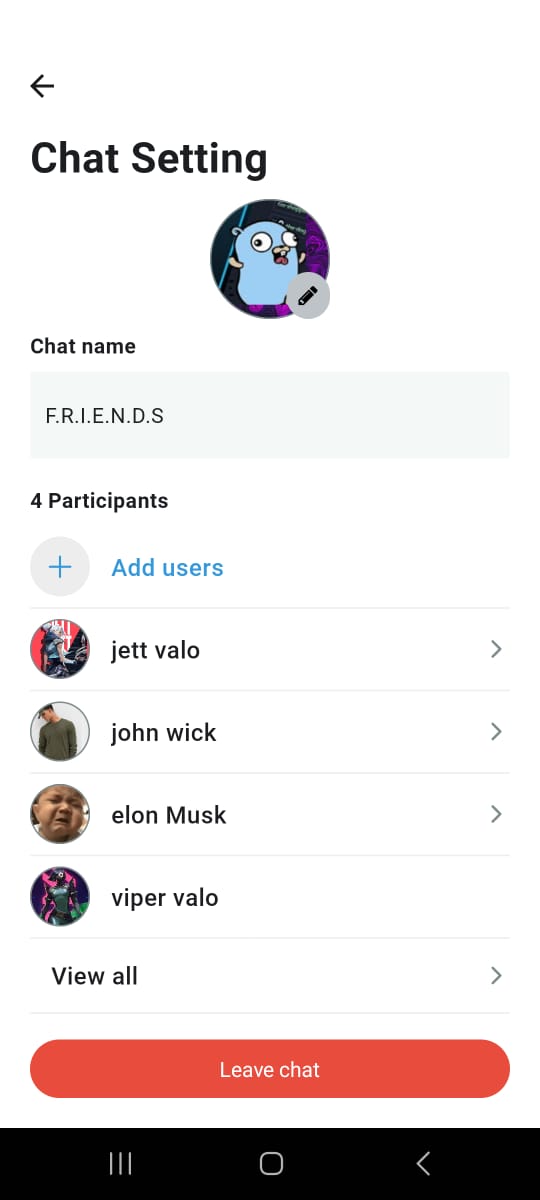 Chat Setting
Chat name
F.R.I.E.N.D.S
4 Participants
Add users
jett valo
john wick
elon Musk
viper valo
View all
Leave chat